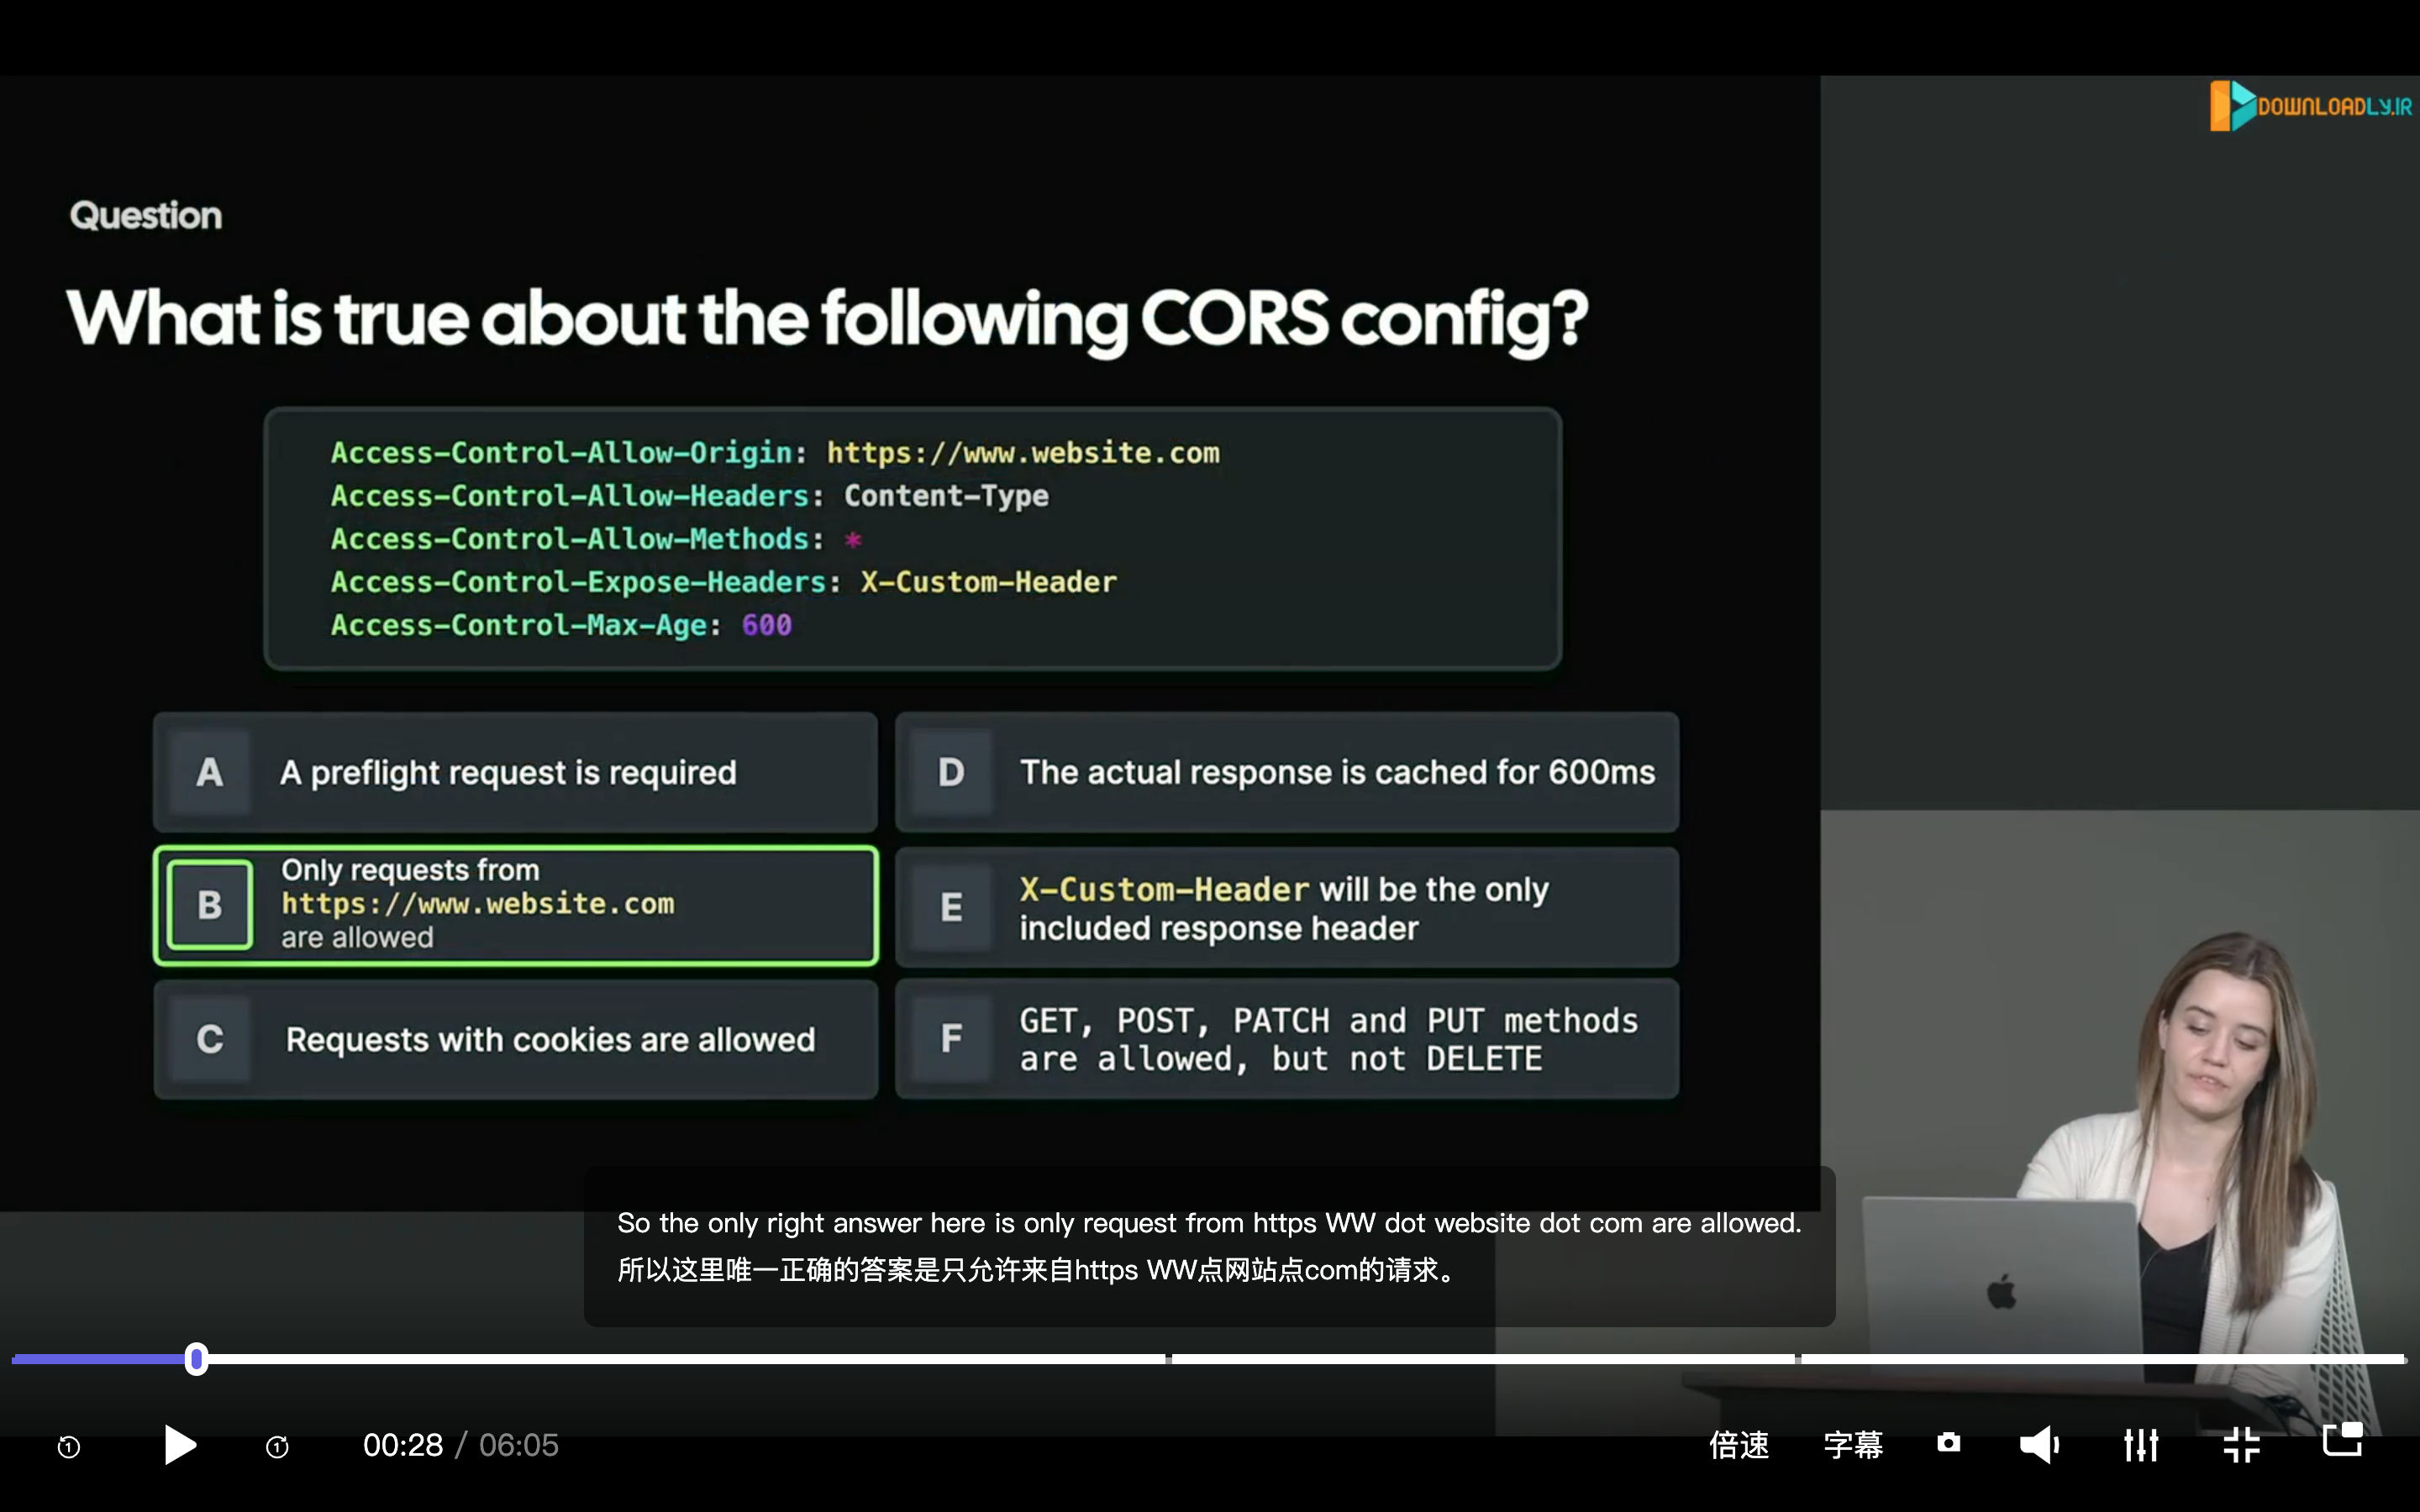 DOWNLOADLY.IR
Question
What is true about the following CORS config?
Access-Control-Allow-Origin: https://www.website.com
Access-Control-Allow-Headers: Content-Type
Access-Control-Allow-Methods: *
Access-Control-Expose-Headers: X-Custom-Header
Access-Control-Max-Age: 600
A
A preflight request is required
B
Only requests from
https://www.website.com
are allowed
C
Requests with cookies are allowed
D
The actual response is cached for 600ms
E
X-Custom-Header will be the only
included response header
F
GET, POST, PATCH and PUT methods
are allowed, but not DELETE
So the only right answer here is only request from https WW dot website dot com are allowed.
所以这里唯一正确的答案是只允许来自https WW点网站点com的请求。
1
1
00:28 / 06:05
倍速
字幕